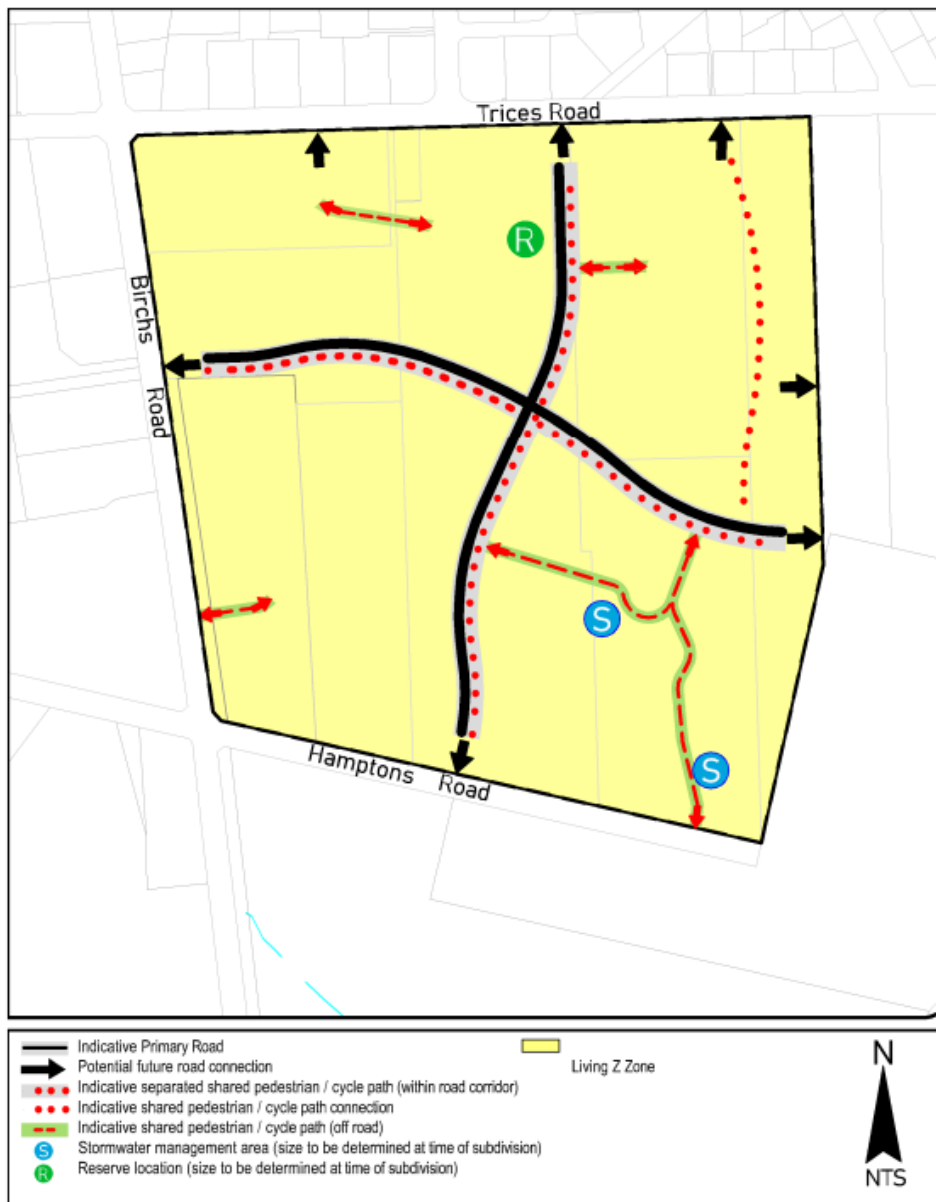 Trices Road
R
Birchs Road
S
S
Hamptons Road
Indicative Primary Road
Potential future road connection
Indicative separated shared pedestrian / cycle path (within road corridor)
Indicative shared pedestrian / cycle path connection
Indicative shared pedestrian / cycle path (off road)
S Stormwater management area (size to be determined at time of subdivision)
R Reserve location (size to be determined at time of subdivision)
Living Z Zone
N
NTS